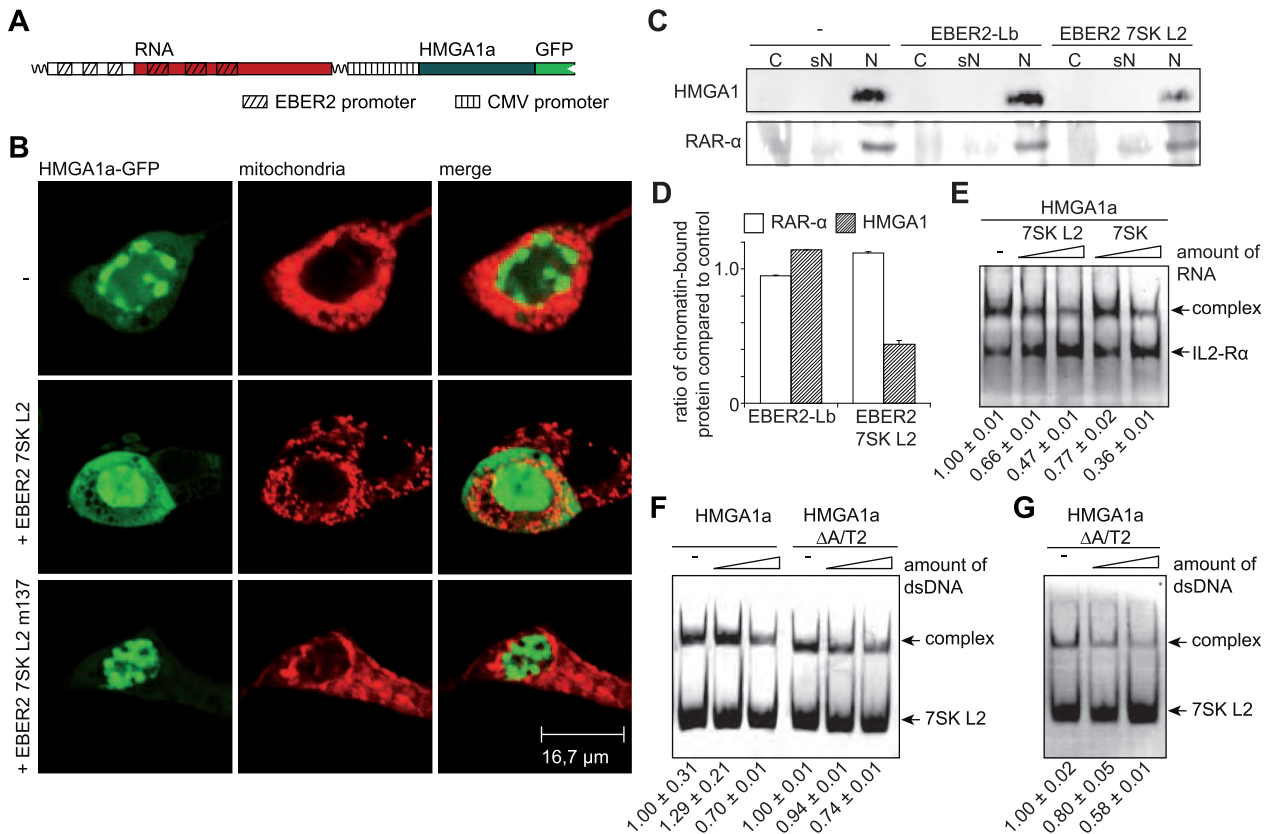 A
RNA
HMGA1a
GFP
EBER2 promoter
CMV promoter
B
HMGA1a-GFP
mitochondria
merge
-
+ EBER2 7SK L2
+ EBER2 7SK L2 m137
16,7 µm
C
-
EBER2-Lb
EBER2 7SK L2
C sN N C sN N C sN N
HMGA1
RAR-α
D
RAR-α
HMGA1
ratio of chromatin-bound
protein compared to control
1.0
0
EBER2-Lb
EBER2
7SK L2
E
HMGA1a
- 7SK L2 7SK
amount of
RNA
complex
IL2-Rα
1.00 ± 0.01
0.66 ± 0.01
0.47 ± 0.01
0.77 ± 0.02
0.36 ± 0.01
F
HMGA1a
HMGA1a
ΔA/T2
- -
amount of
dsDNA
complex
7SK L2
1.00 ± 0.31
1.29 ± 0.21
0.70 ± 0.01
1.00 ± 0.01
0.94 ± 0.01
0.74 ± 0.01
G
HMGA1a
ΔA/T2
-
amount of
dsDNA
complex
7SK L2
1.00 ± 0.02
0.80 ± 0.05
0.58 ± 0.01